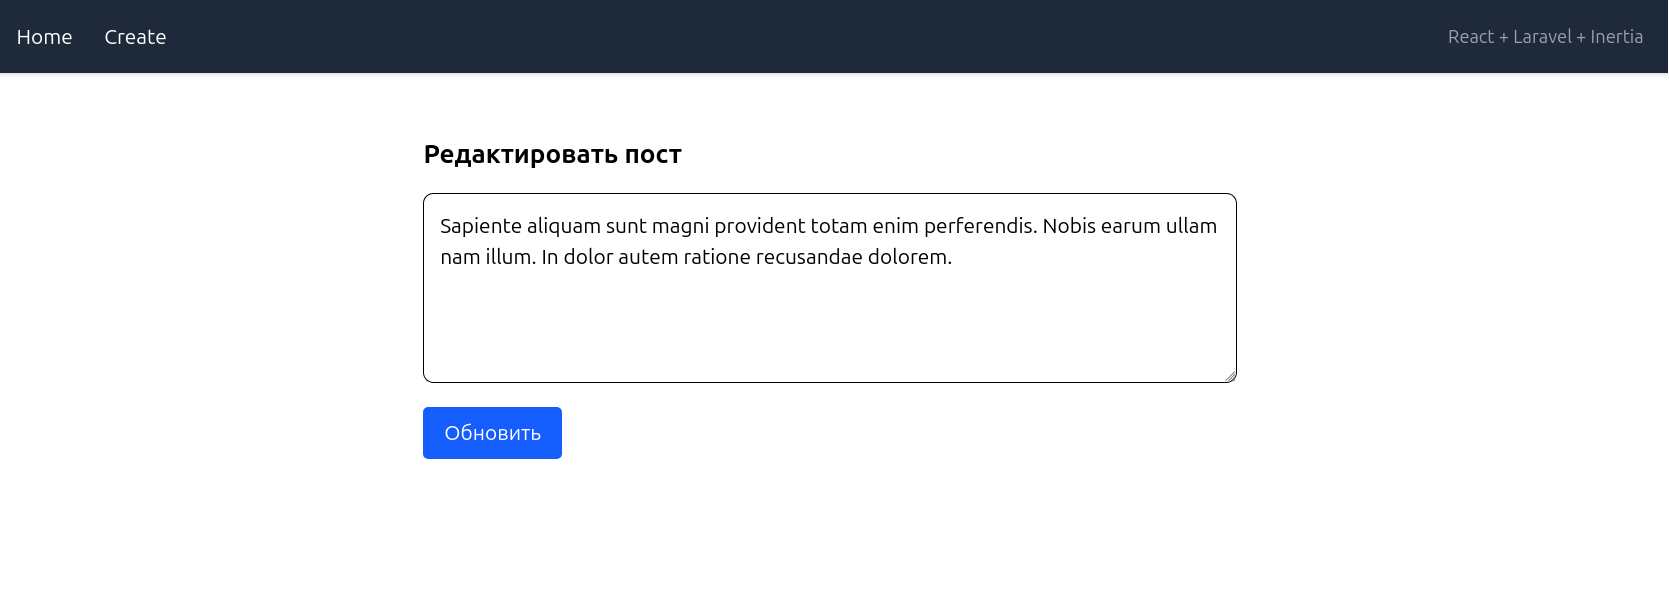 Home
Create
React + Laravel + Inertia
Редактировать пост
Sapiente aliquam sunt magni provident totam enim perferendis. Nobis earum ullam
nam illum. In dolor autem ratione recusandae dolorem.
Обновить